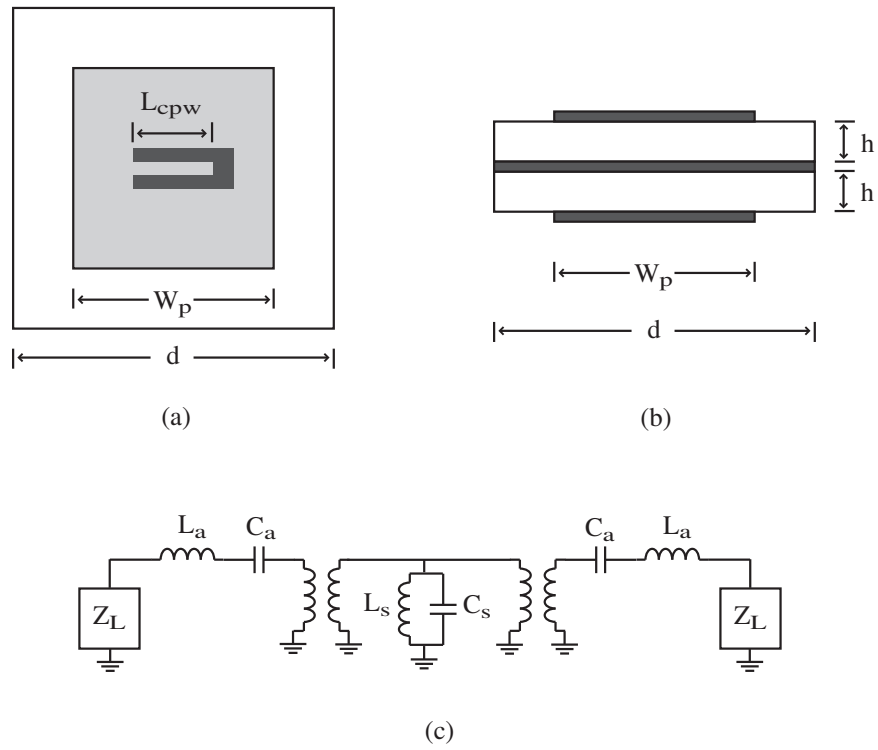 L_cpw
W_p
d
(a)
h
h
W_p
d
(b)
L_a C_a C_a L_a
Z_L L_s C_s Z_L
(c)